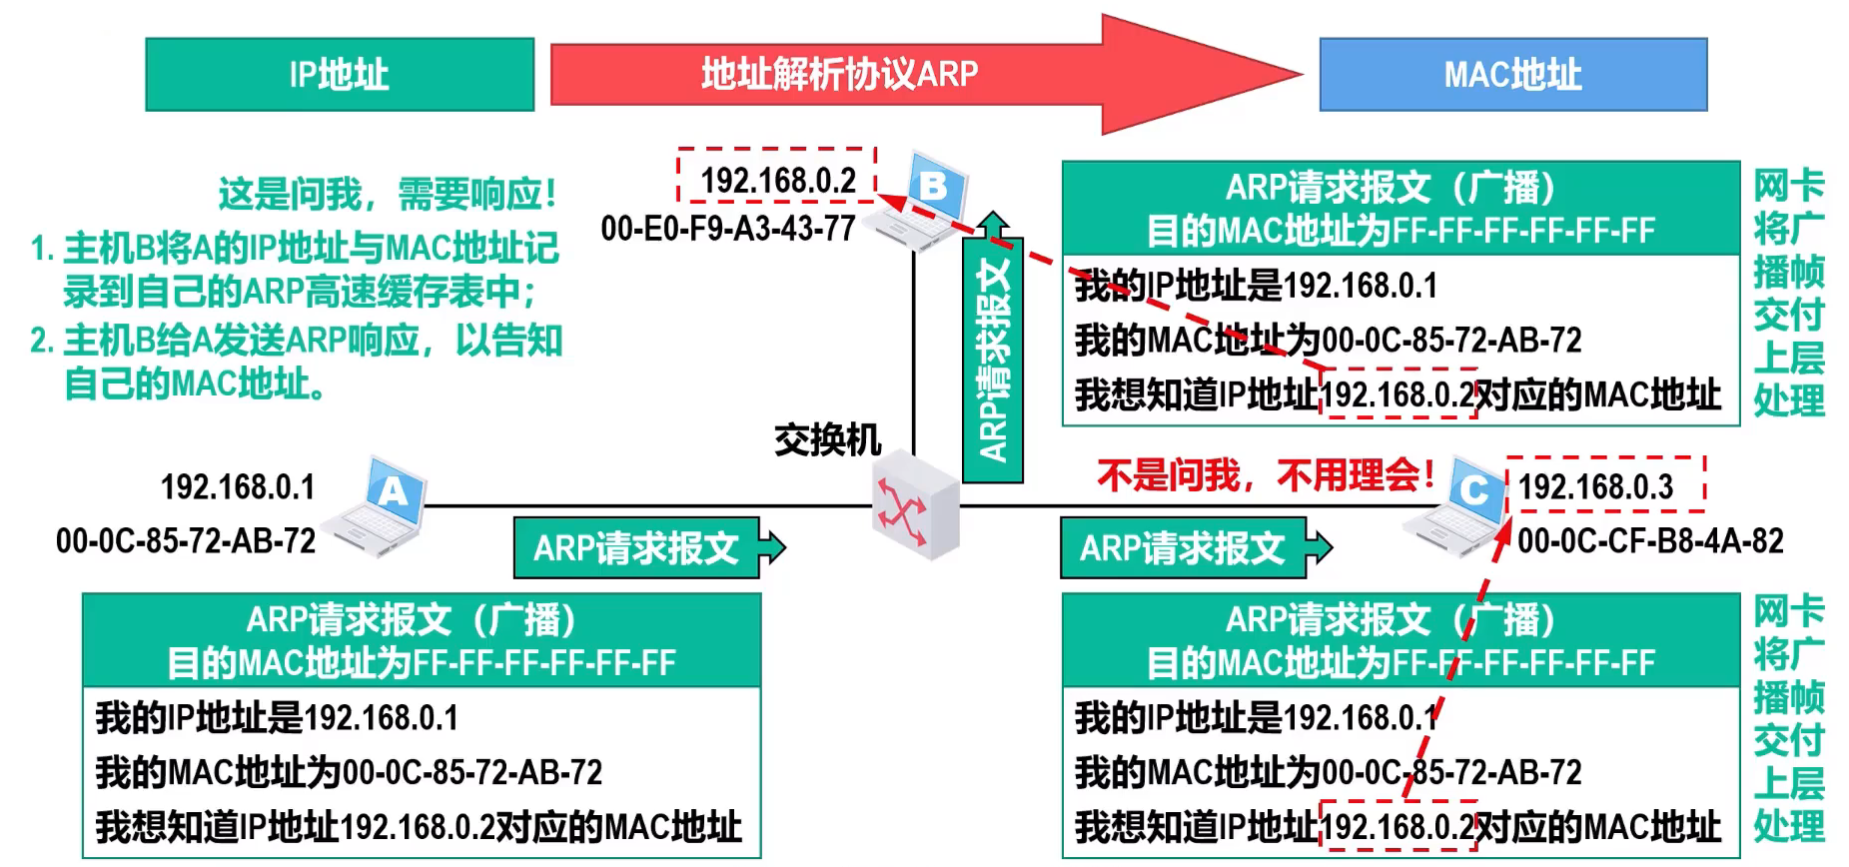 IP地址
地址解析协议ARP
MAC地址
这是问我，需要响应！
1. 主机B将A的IP地址与MAC地址记
录到自己的ARP高速缓存表中；
2. 主机B给A发送ARP响应，以告知
自己的MAC地址。
192.168.0.2
00-E0-F9-A3-43-77
B
ARP请求报文
ARP请求报文（广播）
目的MAC地址为FF-FF-FF-FF-FF-FF
我的IP地址是192.168.0.1
我的MAC地址为00-0C-85-72-AB-72
我想知道IP地址192.168.0.2对应的MAC地址
网卡
将广
播帧
交付
上层
处理
交换机
192.168.0.1
00-0C-85-72-AB-72
A
ARP请求报文
不是问我，不用理会！
C
192.168.0.3
00-0C-CF-B8-4A-82
ARP请求报文
ARP请求报文（广播）
目的MAC地址为FF-FF-FF-FF-FF-FF
我的IP地址是192.168.0.1
我的MAC地址为00-0C-85-72-AB-72
我想知道IP地址192.168.0.2对应的MAC地址
ARP请求报文（广播）
目的MAC地址为FF-FF-FF-FF-FF-FF
我的IP地址是192.168.0.1
我的MAC地址为00-0C-85-72-AB-72
我想知道IP地址192.168.0.2对应的MAC地址
网卡
将广
播帧
交付
上层
处理